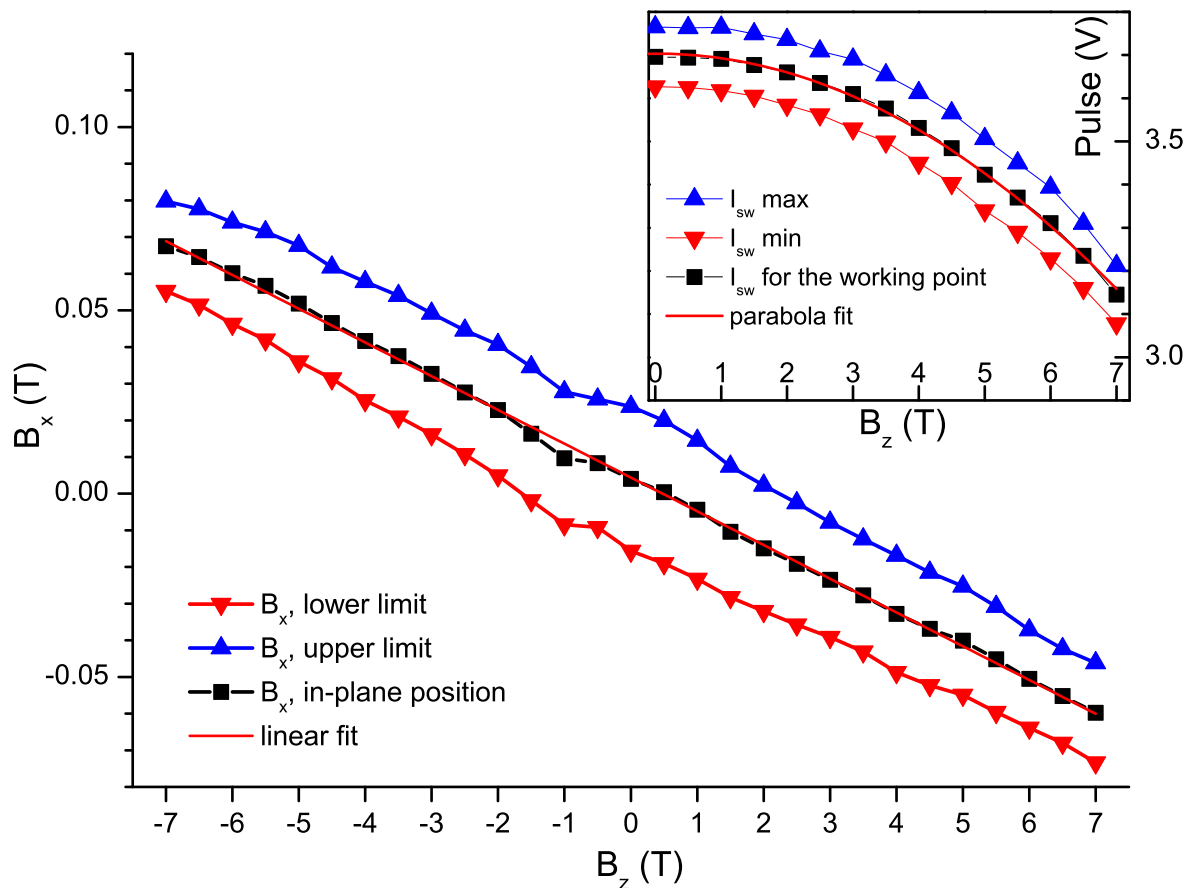 Pulse (V)
3.5
3.0
I_sw max
I_sw min
I_sw for the working point
parabola fit
0 1 2 3 4 5 6 7
B_z (T)
B_x (T)
0.10
0.05
0.00
-0.05
B_x, lower limit
B_x, upper limit
B_x, in-plane position
linear fit
-7 -6 -5 -4 -3 -2 -1 0 1 2 3 4 5 6 7
B_z (T)